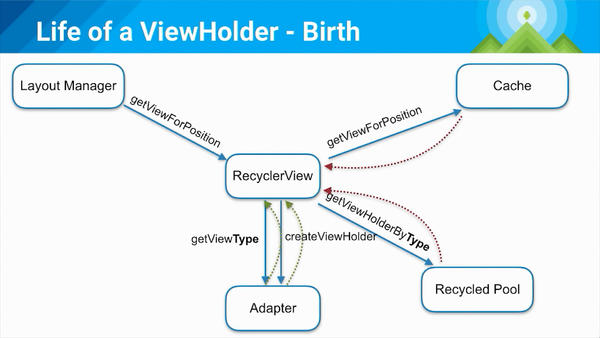 Life of a ViewHolder - Birth
Layout Manager
Cache
getViewForPosition
getViewForPosition
RecyclerView
getViewHolderByType
getViewType
createViewHolder
Recycled Pool
Adapter